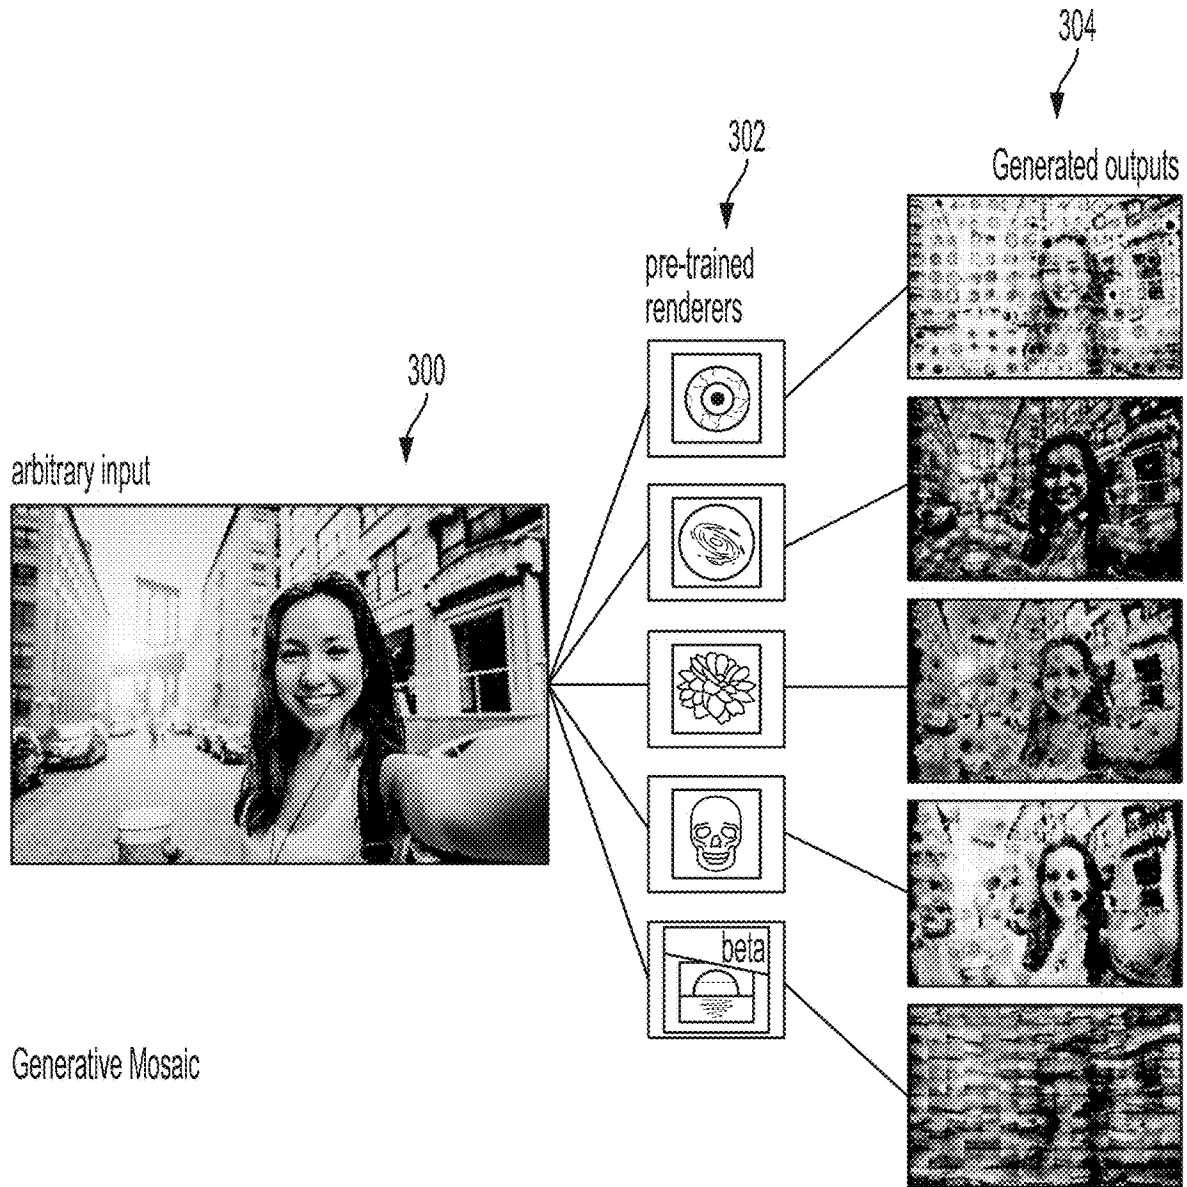 304
Generated outputs
302
pre-trained
renderers
300
arbitrary input
beta
Generative Mosaic